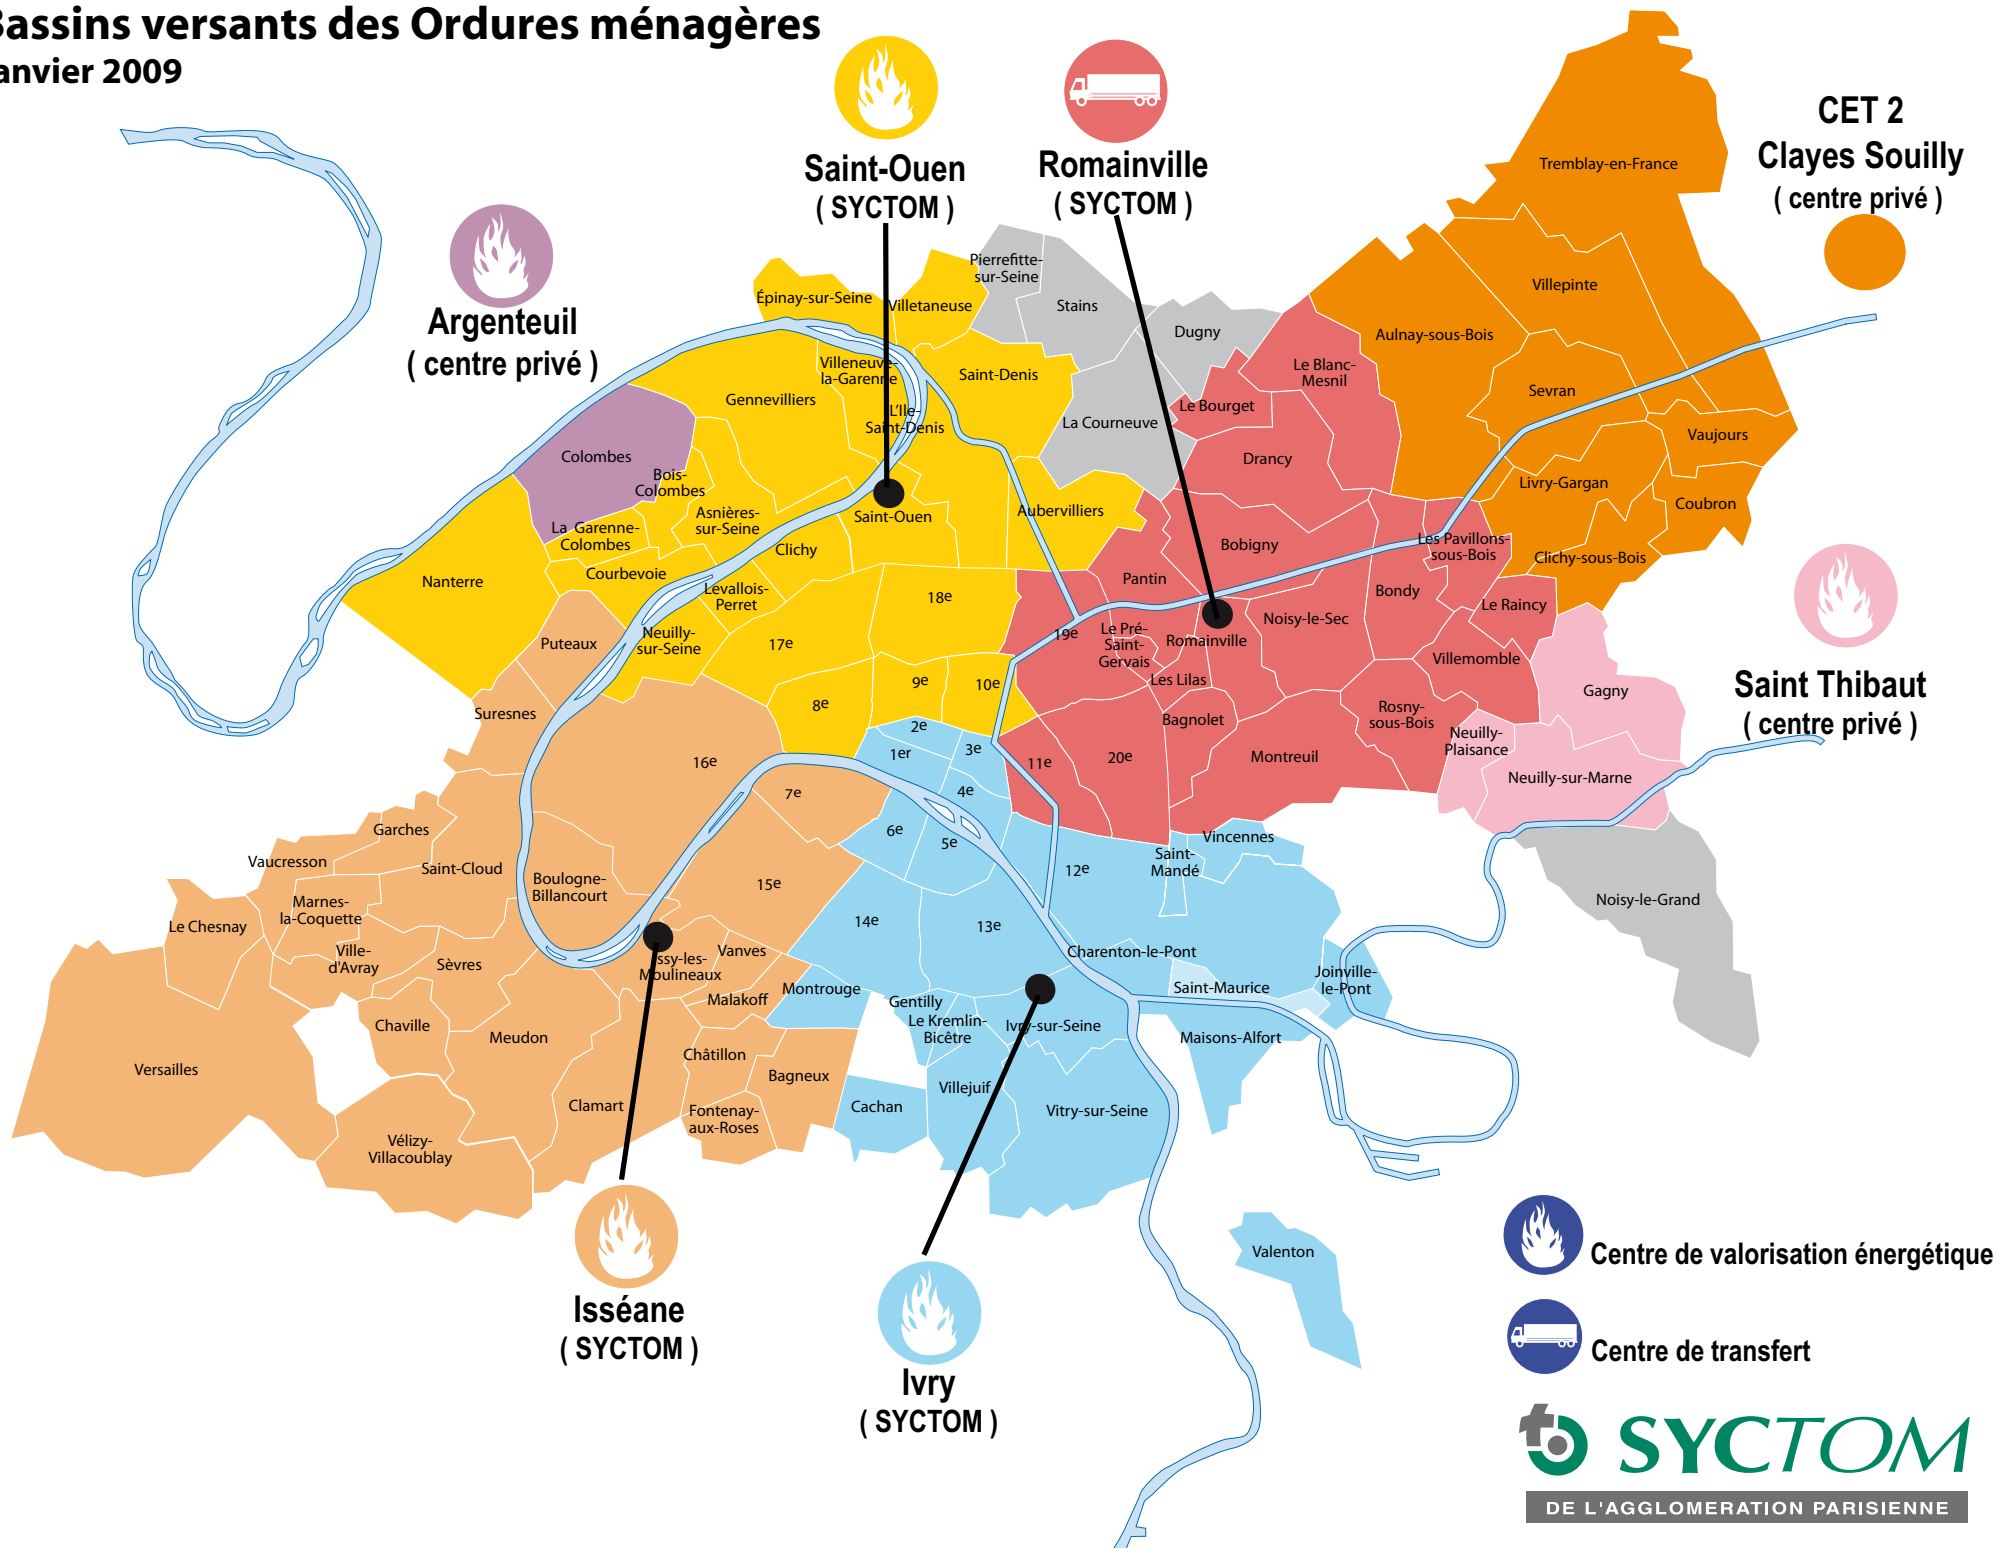 Bassins versants des Ordures ménagères
anvier 2009
Saint-Ouen
( SYCTOM )
Romainville
( SYCTOM )
CET 2
Clayes Souilly
( centre privé )
Argenteuil
( centre privé )
Saint Thibaut
( centre privé )
Isséane
( SYCTOM )
Ivry
( SYCTOM )
Tremblay-en-France
Villepinte
Aulnay-sous-Bois
Sevran
Vaujours
Livry-Gargan
Coubron
Clichy-sous-Bois
Pierrefitte-
sur-Seine
Stains
Dugny
La Courneuve
Épinay-sur-Seine
Villetaneuse
Villeneuve-
la-Garenne
Saint-Denis
Gennevilliers
L'Ile-
Saint-Denis
Le Blanc-
Mesnil
Le Bourget
Drancy
Colombes
Bois-
Colombes
La Garenne-
Colombes
Asnières-
sur-Seine
Saint-Ouen
Aubervilliers
Clichy
Courbevoie
Levallois-
Perret
Nanterre
Puteaux
Neuilly-
sur-Seine
Suresnes
Bobigny
Les Pavillons-
sous-Bois
Pantin
Bondy
Le Raincy
Noisy-le-Sec
Le Pré-
Saint-
Gervais
Romainville
Les Lilas
Villemomble
Gagny
Bagnolet
Rosny-
sous-Bois
Neuilly-
Plaisance
Montreuil
Neuilly-sur-Marne
Noisy-le-Grand
17e
18e
19e
8e
9e
10e
2e
1er
3e
4e
11e
20e
16e
7e
6e
5e
12e
15e
14e
13e
Garches
Vaucresson
Saint-Cloud
Marnes-
la-Coquette
Boulogne-
Billancourt
Le Chesnay
Ville-
d'Avray
Sèvres
ssy-les-
Moulineaux
Vanves
Malakoff
Montrouge
Chaville
Meudon
Versailles
Châtillon
Bagneux
Clamart
Fontenay-
aux-Roses
Vélizy-
Villacoublay
Vincennes
Saint-
Mandé
Charenton-le-Pont
Saint-Maurice
Joinville-
le-Pont
Maisons-Alfort
Gentilly
Le Kremlin-
Bicêtre
Ivry-sur-Seine
Villejuif
Cachan
Vitry-sur-Seine
Valenton
Centre de valorisation énergétique
Centre de transfert
SYCTOM
DE L'AGGLOMERATION PARISIENNE